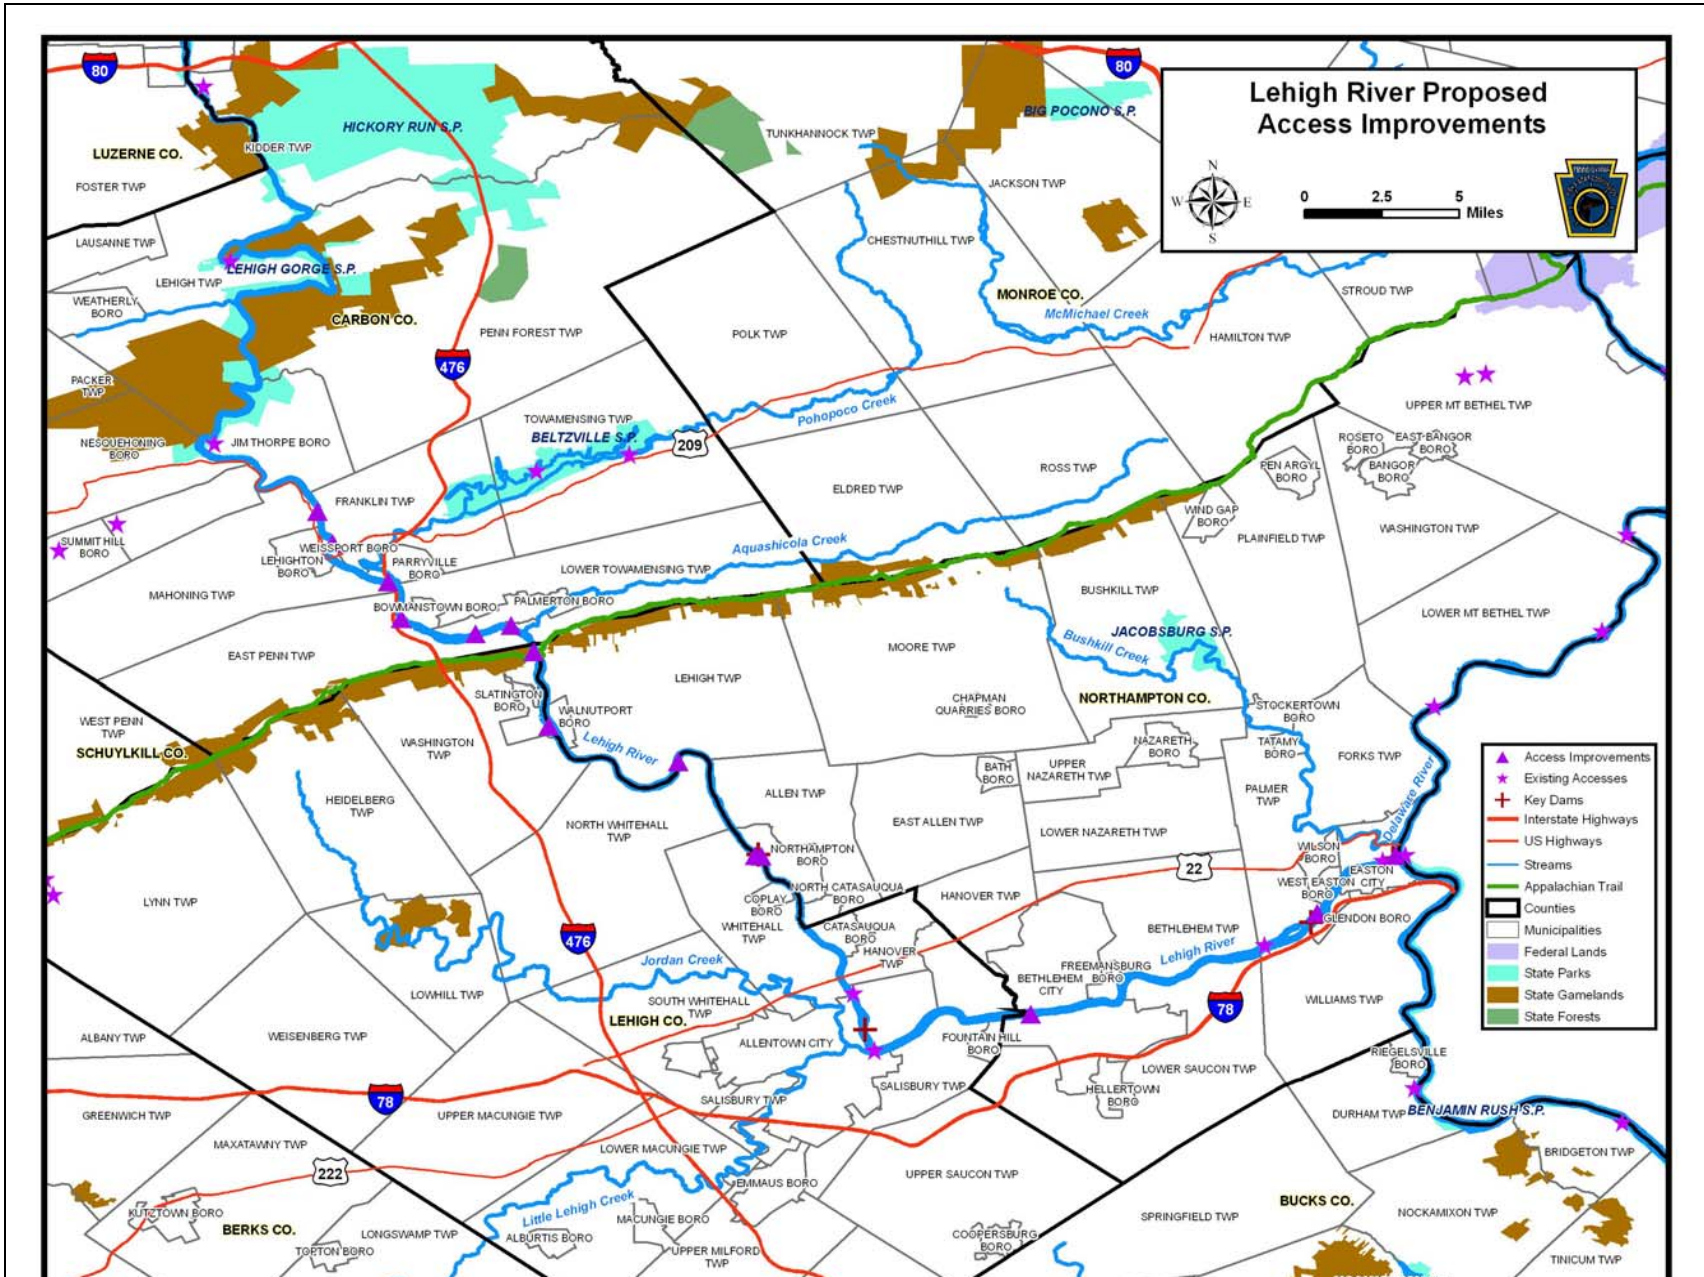 80
80
Lehigh River Proposed
Access Improvements
N
W
E
S
0
2.5
5
Miles
HICKORY RUN S.P.
BIG POCONO S.P.
TUNKHANNOCK TWP
LUZERNE CO.
KIDDER TWP
FOSTER TWP
JACKSON TWP
LAUSANNE TWP
CHESTNUTHILL TWP
LEHIGH GORGE S.P.
LEHIGH TWP
WEATHERLY
BORO
CARBON CO.
MONROE CO.
McMichael Creek
STROUD TWP
PENN FOREST TWP
POLK TWP
HAMILTON TWP
476
PACKER
TWP
UPPER MT BETHEL TWP
TOWAMENSING TWP
BELTZVILLE S.P.
Pohopoco Creek
209
NESQUEHONING
BORO
JIM THORPE BORO
ROSETO
BORO
EAST BANGOR
BORO
BANGOR
BORO
PEN ARGYL
BORO
ROSS TWP
ELDRED TWP
FRANKLIN TWP
WIND GAP
BORO
WASHINGTON TWP
PLAINFIELD TWP
SUMMIT HILL
BORO
WEISSPORT BORO
LEHIGHTON
BORO
PARRYVILLE
BORO
Aquashicola Creek
LOWER TOWAMENSING TWP
MAHONING TWP
BOWMANSTOWN BORO
PALMERTON BORO
BUSHKILL TWP
LOWER MT BETHEL TWP
JACOBSBURG S.P.
Bushkill Creek
MOORE TWP
EAST PENN TWP
LEHIGH TWP
SLATINGTON
BORO
WALNUTPORT
BORO
CHAPMAN
QUARRIES BORO
NORTHAMPTON CO.
STOCKERTOWN
BORO
WEST PENN
TWP
SCHUYLKILL CO.
WASHINGTON
TWP
Lehigh River
NAZARETH
BORO
TATAMY
BORO
FORKS TWP
BATH
BORO
UPPER
NAZARETH TWP
Delaware River
HEIDELBERG
TWP
ALLEN TWP
PALMER
TWP
NORTH WHITEHALL
TWP
EAST ALLEN TWP
LOWER NAZARETH TWP
Access Improvements
Existing Accesses
Key Dams
Interstate Highways
US Highways
Streams
Appalachian Trail
Counties
Municipalities
Federal Lands
State Parks
State Gamelands
State Forests
NORTHAMPTON
BORO
WILSON
BORO
22
EASTON
CITY
WEST EASTON
BORO
NORTH CATASAUQUA
BORO
HANOVER TWP
LYNN TWP
COPLAY
BORO
GLENDON BORO
WHITEHALL
TWP
CATASAUQUA
BORO
BETHLEHEM TWP
476
HANOVER
TWP
Lehigh River
Jordan Creek
FREEMANSBURG
BORO
BETHLEHEM
CITY
LOWHILL TWP
SOUTH WHITEHALL
TWP
WILLIAMS TWP
78
LEHIGH CO.
ALBANY TWP
WEISENBERG TWP
ALLENTOWN CITY
FOUNTAIN HILL
BORO
RIEGELSVILLE
BORO
LOWER SAUCON TWP
SALISBURY TWP
HELLERTOWN
BORO
78
SALISBURY TWP
GREENWICH TWP
UPPER MACUNGIE TWP
DURHAM TWP
BENJAMIN RUSH S.P.
MAXATAWNY TWP
LOWER MACUNGIE TWP
BRIDGETON TWP
222
UPPER SAUCON TWP
EMMAUS BORO
BUCKS CO.
KUTZTOWN BORO
Little Lehigh Creek
MACUNGIE BORO
SPRINGFIELD TWP
NOCKAMIXON TWP
BERKS CO.
LONGSWAMP TWP
ALBURTIS BORO
COOPERSBURG
BORO
TOPTON BORO
UPPER MILFORD
TWP
TINICUM TWP